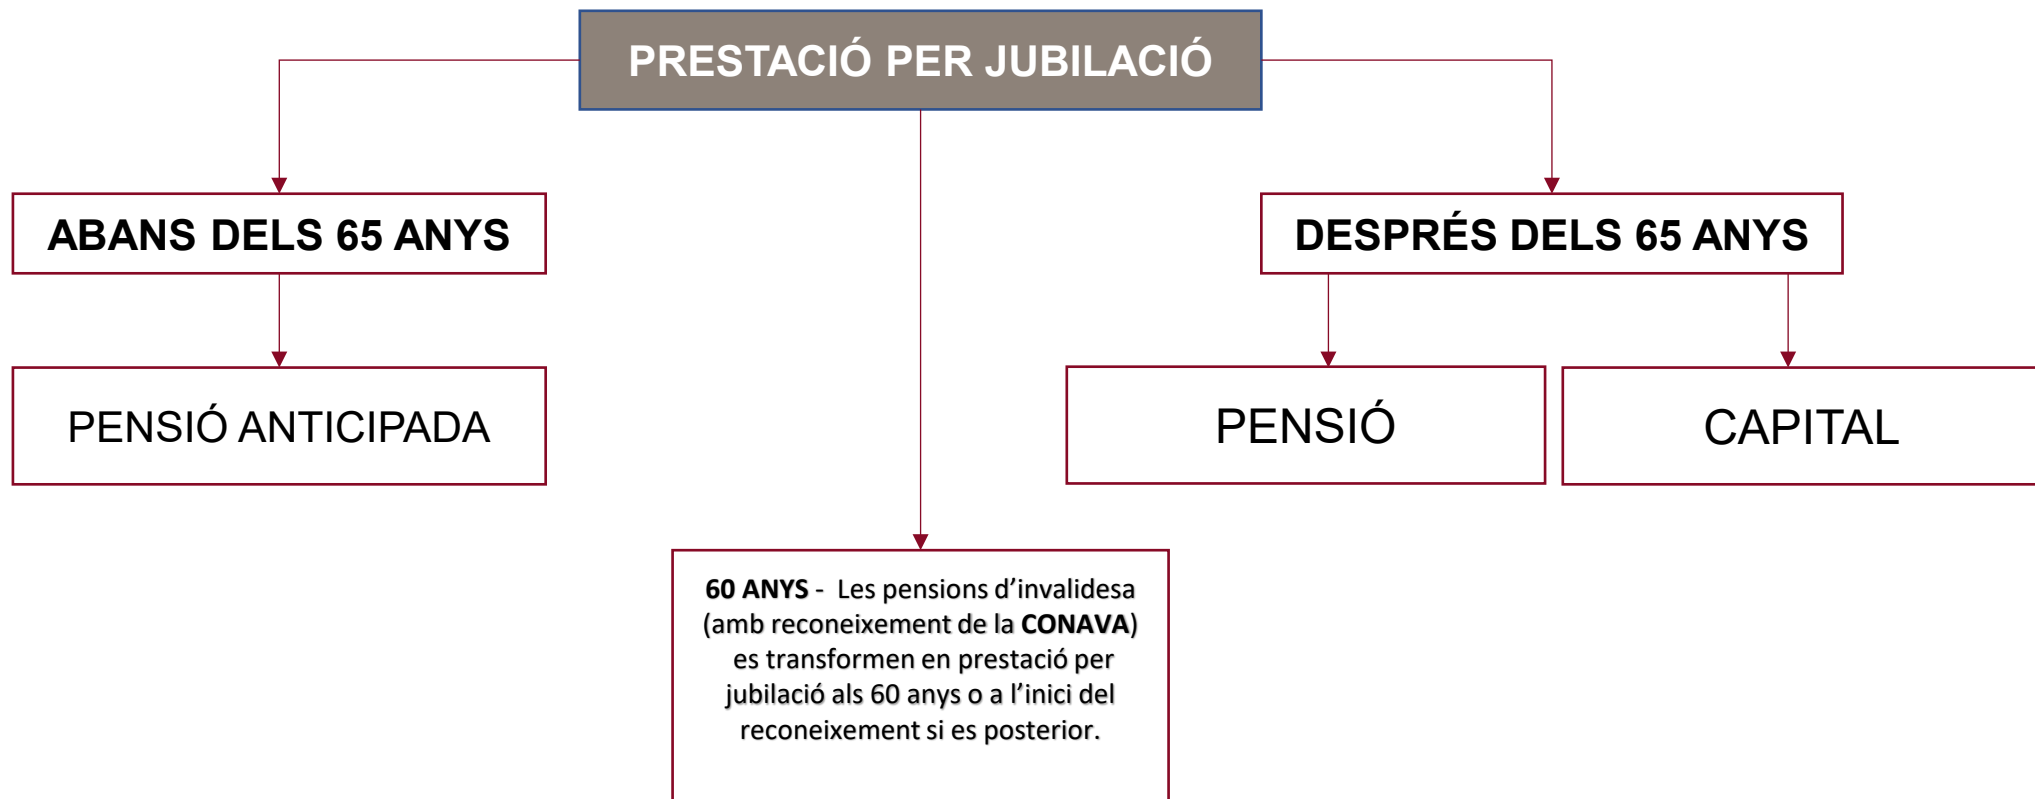 PRESTACIÓ PER JUBILACIÓ
ABANS DELS 65 ANYS
DESPRÉS DELS 65 ANYS
PENSIÓ ANTICIPADA
PENSIÓ
CAPITAL
60 ANYS - Les pensions d’invalidesa
(amb reconeixement de la CONAVA)
es transformen en prestació per
jubilació als 60 anys o a l’inici del
reconeixement si es posterior.